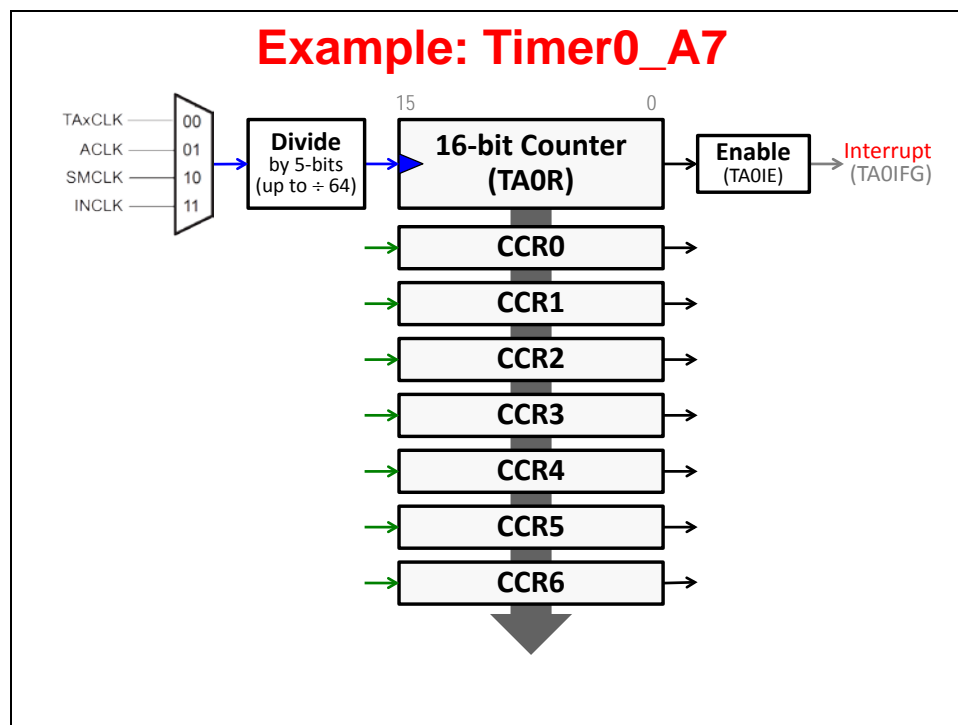 Example: Timer0_A7
15 0
TAxCLK 00
ACLK 01
SMCLK 10
INCLK 11
Divide
by 5-bits
(up to ÷ 64)
16-bit Counter
(TA0R)
Enable
(TA0IE)
Interrupt
(TA0IFG)
CCR0
CCR1
CCR2
CCR3
CCR4
CCR5
CCR6